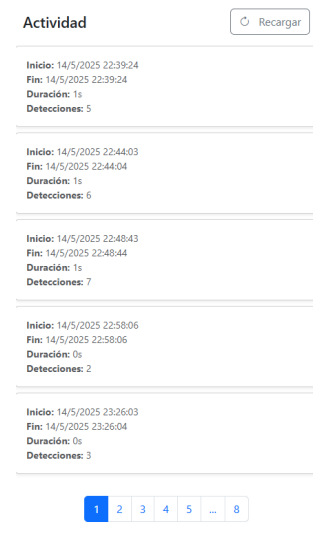 Actividad
Recargar
Inicio: 14/5/2025 22:39:24
Fin: 14/5/2025 22:39:24
Duración: 1s
Detecciones: 5
Inicio: 14/5/2025 22:44:03
Fin: 14/5/2025 22:44:04
Duración: 1s
Detecciones: 6
Inicio: 14/5/2025 22:48:43
Fin: 14/5/2025 22:48:44
Duración: 1s
Detecciones: 7
Inicio: 14/5/2025 22:58:06
Fin: 14/5/2025 22:58:06
Duración: 0s
Detecciones: 2
Inicio: 14/5/2025 23:26:03
Fin: 14/5/2025 23:26:04
Duración: 0s
Detecciones: 3
1 2 3 4 5 ... 8